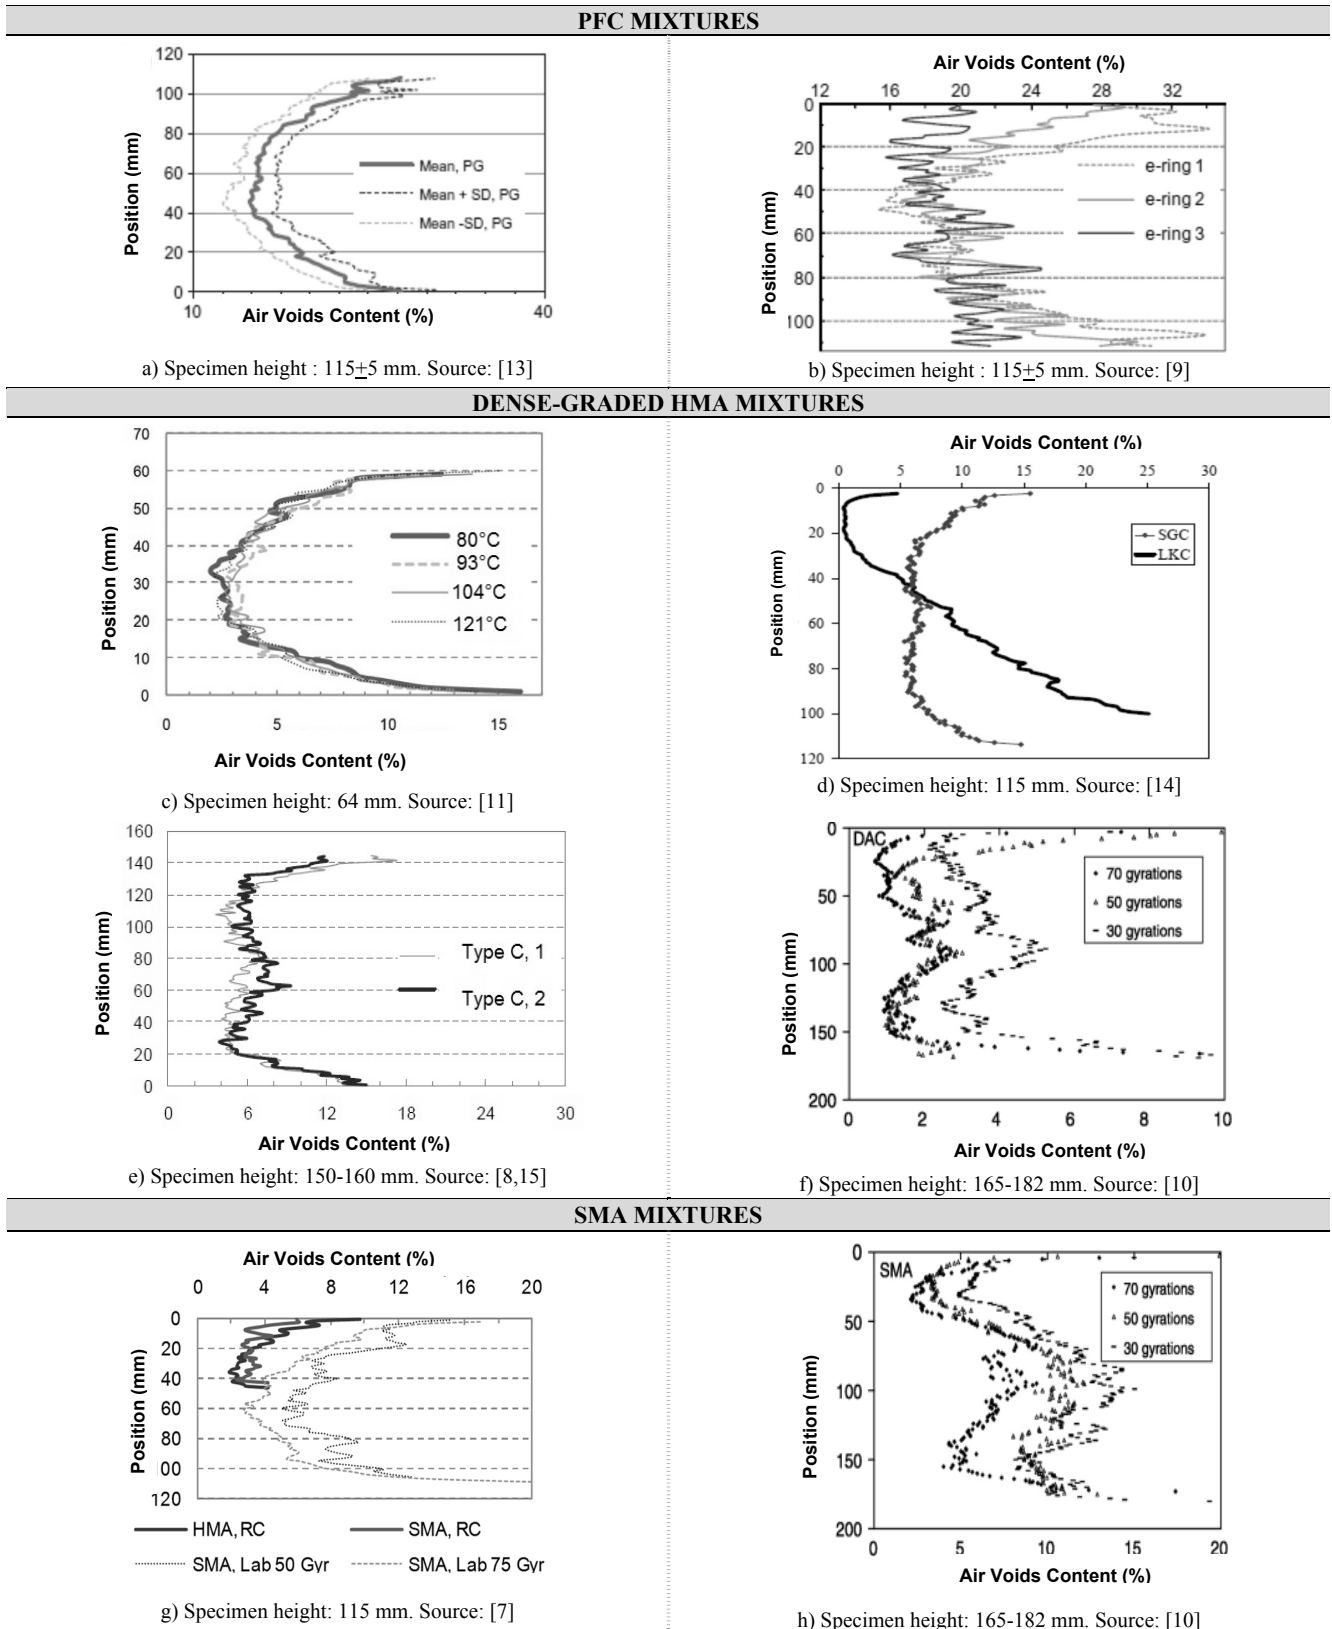 PFC MIXTURES
120
100
80
60
40
20
0
Position (mm)
Mean, PG
Mean + SD, PG
Mean -SD, PG
10
40
Air Voids Content (%)
a) Specimen height : 115±5 mm. Source: [13]
Air Voids Content (%)
12 16 20 24 28 32
0
20
40
60
80
100
Position (mm)
e-ring 1
e-ring 2
e-ring 3
b) Specimen height : 115±5 mm. Source: [9]
DENSE-GRADED HMA MIXTURES
70
60
50
40
30
20
10
0
Position (mm)
80°C
93°C
104°C
121°C
0 5 10 15
Air Voids Content (%)
c) Specimen height: 64 mm. Source: [11]
Air Voids Content (%)
0 5 10 15 20 25 30
0
20
40
60
80
100
120
Position (mm)
SGC
LKC
d) Specimen height: 115 mm. Source: [14]
160
140
120
100
80
60
40
20
0
Position (mm)
Type C, 1
Type C, 2
0 6 12 18 24 30
Air Voids Content (%)
e) Specimen height: 150-160 mm. Source: [8,15]
0
50
100
150
200
Position (mm)
DAC
70 gyrations
50 gyrations
30 gyrations
0 2 4 6 8 10
Air Voids Content (%)
f) Specimen height: 165-182 mm. Source: [10]
SMA MIXTURES
Air Voids Content (%)
0 4 8 12 16 20
0
20
40
60
80
100
120
Position (mm)
HMA, RC
SMA, RC
SMA, Lab 50 Gyr
SMA, Lab 75 Gyr
g) Specimen height: 115 mm. Source: [7]
0
50
100
150
200
Position (mm)
SMA
70 gyrations
50 gyrations
30 gyrations
0 5 10 15 20
Air Voids Content (%)
h) Specimen height: 165-182 mm. Source: [10]